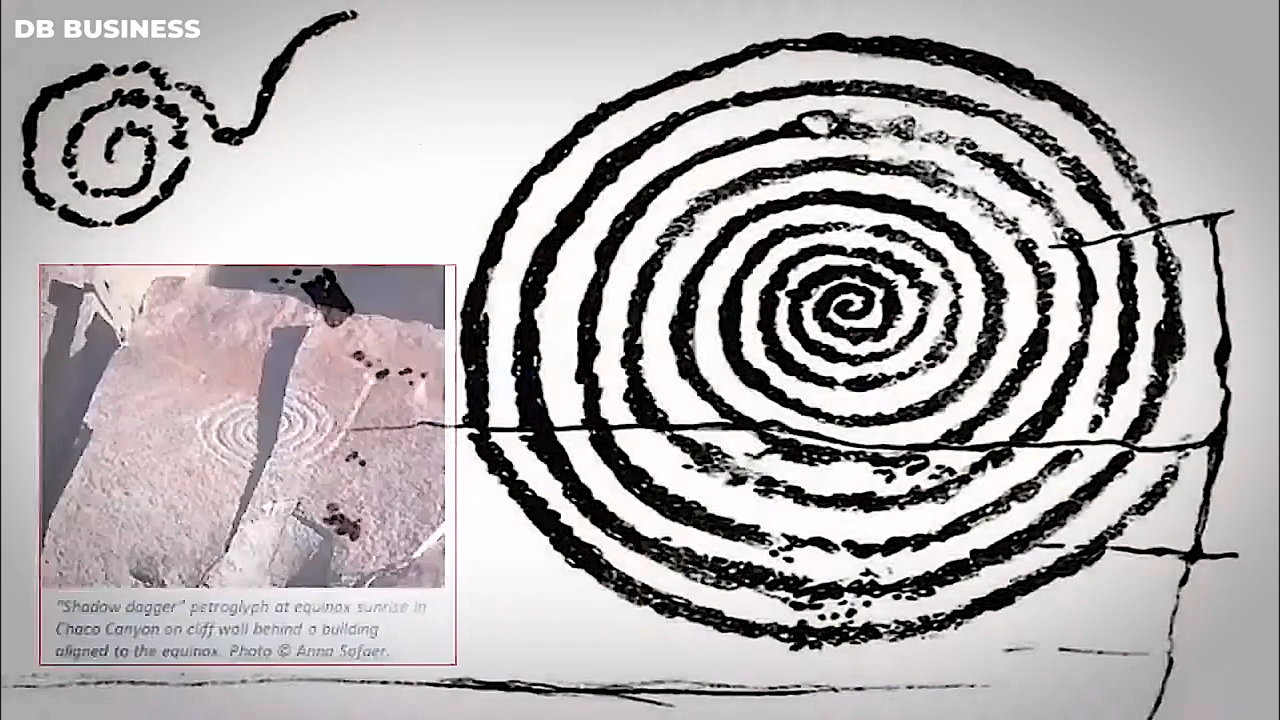 DB BUSINESS
"Shadow dagger" petroglyph at equinox sunrise in
Chaco Canyon on cliff wall behind a building
aligned to the equinox. Photo © Anna Sofaer.